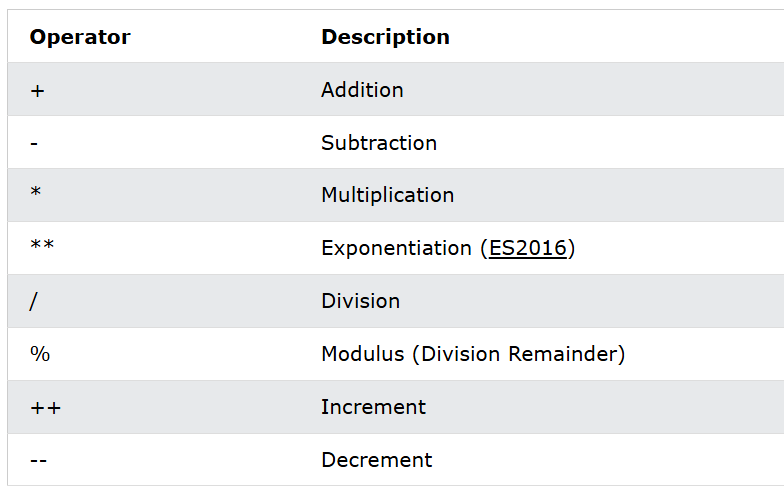 Operator Description
+ Addition
- Subtraction
* Multiplication
** Exponentiation (ES2016)
/ Division
% Modulus (Division Remainder)
++ Increment
-- Decrement